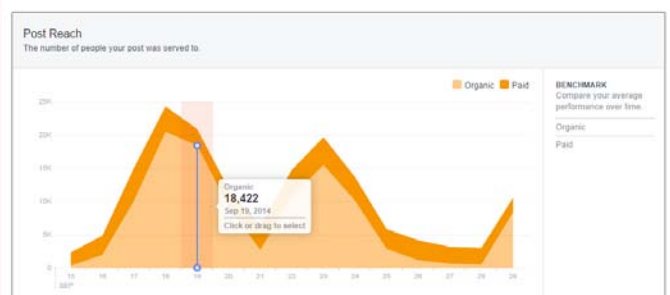 Post Reach
The number of people your post was served to.
Organic Paid
BENCHMARK
Compare your average
performance over time.
Organic
Paid
25K
20K
15K
10K
5K
0
Organic
18,422
Sep 19, 2014
Click or drag to select
15 16 17 18 19 20 21 22 23 24 25 26 27 28 29
SEP